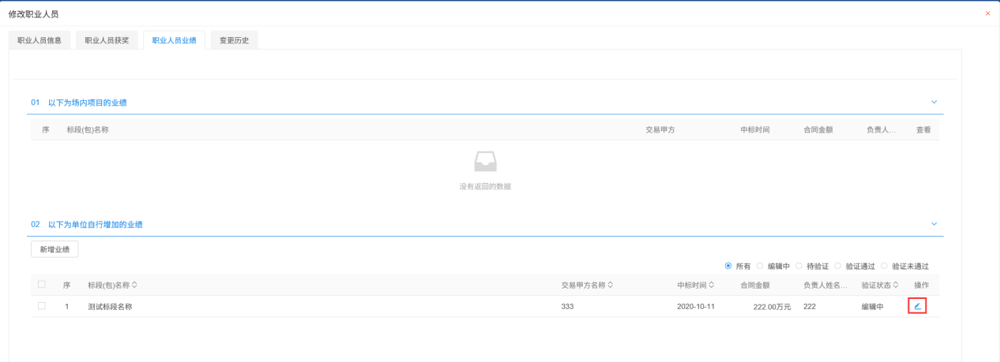 修改职业人员
职业人员信息 职业人员获奖 职业人员业绩 变更历史
01 以下为场内项目的业绩
序 标段(包)名称 交易甲方 中标时间 合同金额 负责人... 查看
没有返回的数据
02 以下为单位自行增加的业绩
新增业绩
所有 编辑中 待验证 验证通过 验证未通过
序 标段(包)名称 交易甲方名称 中标时间 合同金额 负责人姓名... 验证状态 操作
1 测试标段名称 333 2020-10-11 222.00万元 222 编辑中